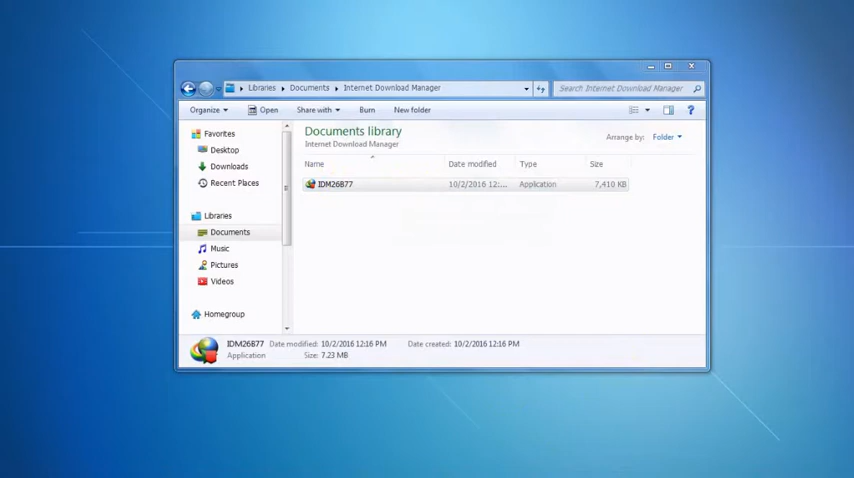 Libraries Documents Internet Download Manager Search Internet Download Manager
Organize Open Share with Burn New folder
Favorites
Desktop
Downloads
Recent Places
Libraries
Documents
Music
Pictures
Videos
Homegroup
Documents library
Internet Download Manager
Arrange by: Folder
Name Date modified Type Size
IDM26B77 10/2/2016 12:... Application 7,410 KB
IDM26B77 Date modified: 10/2/2016 12:16 PM Date created: 10/2/2016 12:16 PM
Application Size: 7.23 MB